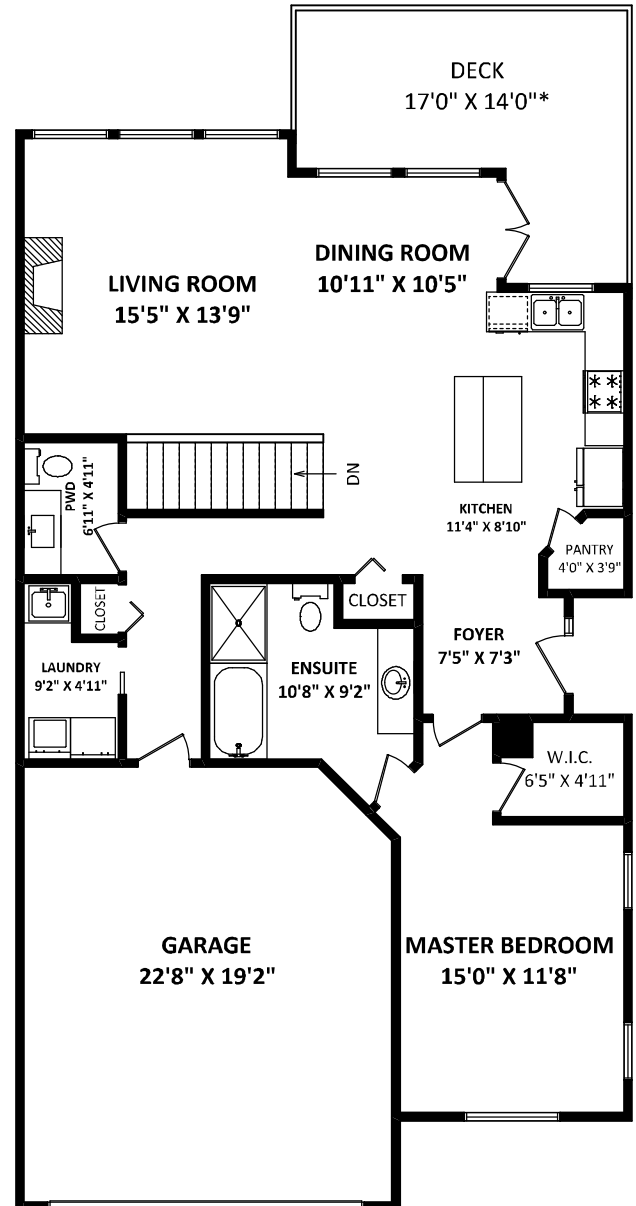 DECK
17'0" X 14'0"*
DINING ROOM
10'11" X 10'5"
LIVING ROOM
15'5" X 13'9"
DN
PWD
6'11" X 4'11"
KITCHEN
11'4" X 8'10"
PANTRY
4'0" X 3'9"
CLOSET
CLOSET
FOYER
7'5" X 7'3"
LAUNDRY
9'2" X 4'11"
ENSUITE
10'8" X 9'2"
W.I.C.
6'5" X 4'11"
GARAGE
22'8" X 19'2"
MASTER BEDROOM
15'0" X 11'8"